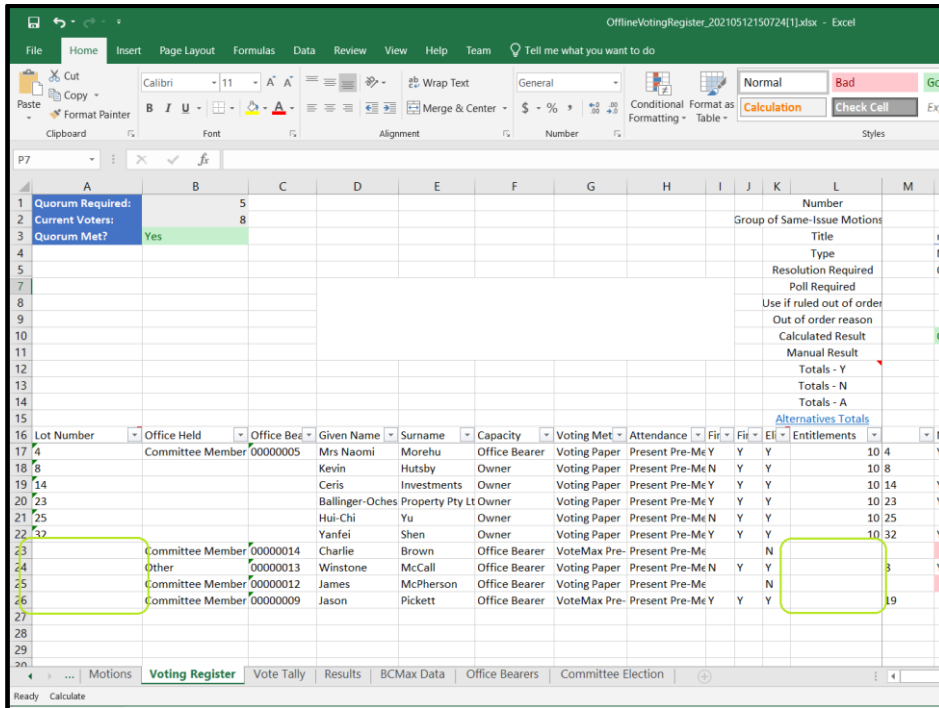 OfflineVotingRegister_20210512150724[1].xlsx - Excel
File Home Insert Page Layout Formulas Data Review View Help Team Tell me what you want to do
Cut
Copy
Format Painter
Paste
Calibri 11 A A
B I U A
Wrap Text
Merge & Center
General
$ % ,
Conditional Formatting
Format as Table
Normal Bad
Calculation Check Cell
Clipboard Font Alignment Number Styles
P7 fx
A B C D E F G H I J K L M
1 Quorum Required: 5 Number
2 Current Voters: 8 Group of Same-Issue Motions
3 Quorum Met? Yes Title
4 Type
5 Resolution Required
7 Poll Required
8 Use if ruled out of order
9 Out of order reason
10 Calculated Result
11 Manual Result
12 Totals - Y
13 Totals - N
14 Totals - A
15 Alternatives Totals
16 Lot Number Office Held Office Bea Given Name Surname Capacity Voting Met Attendance Fir Fir Eli Entitlements
17 4 Committee Member 00000005 Mrs Naomi Morehu Office Bearer Voting Paper Present Pre-Me Y Y Y 10 4
18 8 Kevin Hutsby Owner Voting Paper Present Pre-Me N Y Y 10 8
19 14 Ceris Investments Owner Voting Paper Present Pre-Me Y Y Y 10 14
20 23 Ballinger-Oches Property Pty Lt Owner Voting Paper Present Pre-Me Y Y Y 10 23
21 25 Hui-Chi Yu Owner Voting Paper Present Pre-Me N Y Y 10 25
22 32 Yanfei Shen Owner Voting Paper Present Pre-Me Y Y Y 10 32
23 Committee Member 00000014 Charlie Brown Office Bearer VoteMax Pre- Present Pre-Me N
24 Other 00000013 Winstone McCall Office Bearer Voting Paper Present Pre-Me N Y Y
25 Committee Member 00000012 James McPherson Office Bearer Voting Paper Present Pre-Me N
26 Committee Member 00000009 Jason Pickett Office Bearer VoteMax Pre- Present Pre-Me Y Y Y 19
27
28
29
... Motions Voting Register Vote Tally Results BCMax Data Office Bearers Committee Election
Ready Calculate